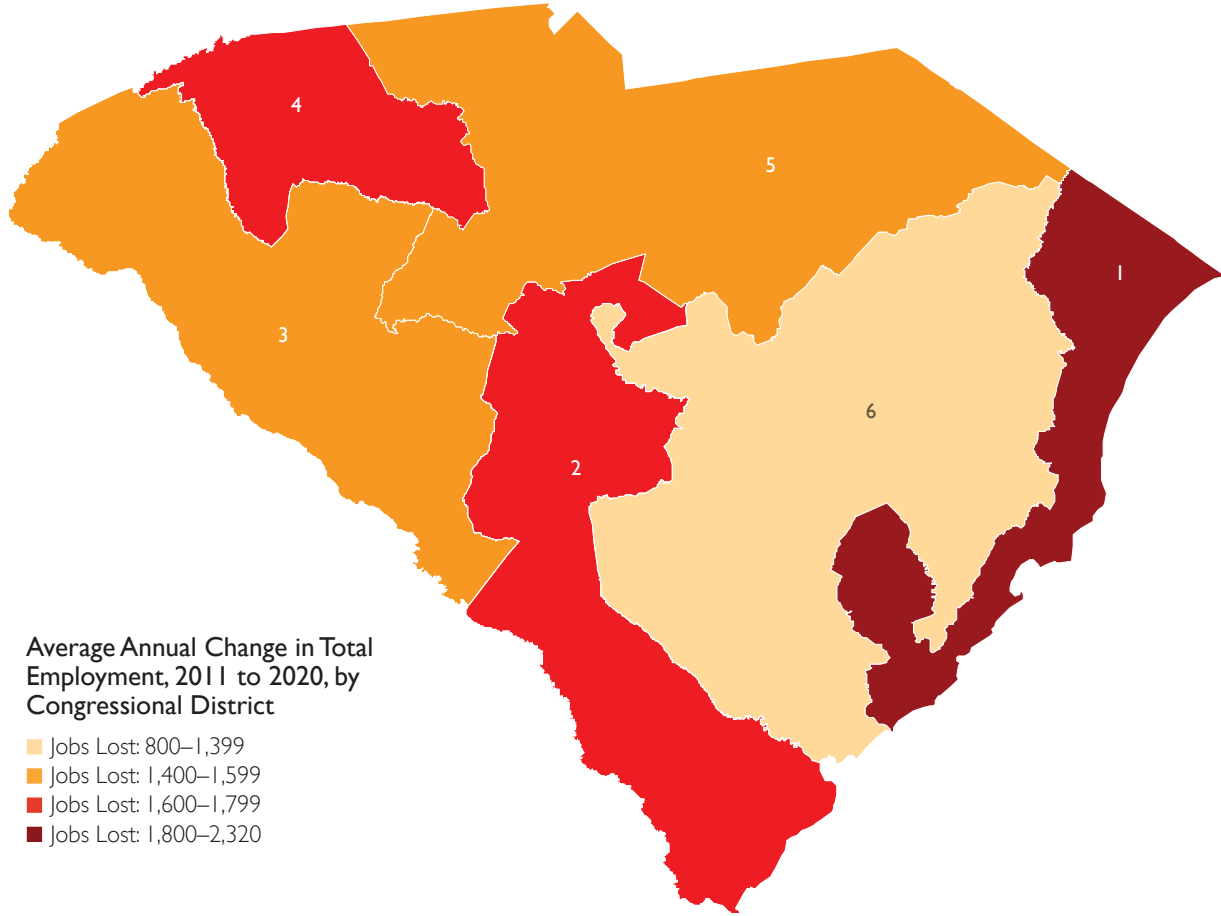 4
5
1
3
6
2
Average Annual Change in Total
Employment, 2011 to 2020, by
Congressional District
Jobs Lost: 800–1,399
Jobs Lost: 1,400–1,599
Jobs Lost: 1,600–1,799
Jobs Lost: 1,800–2,320